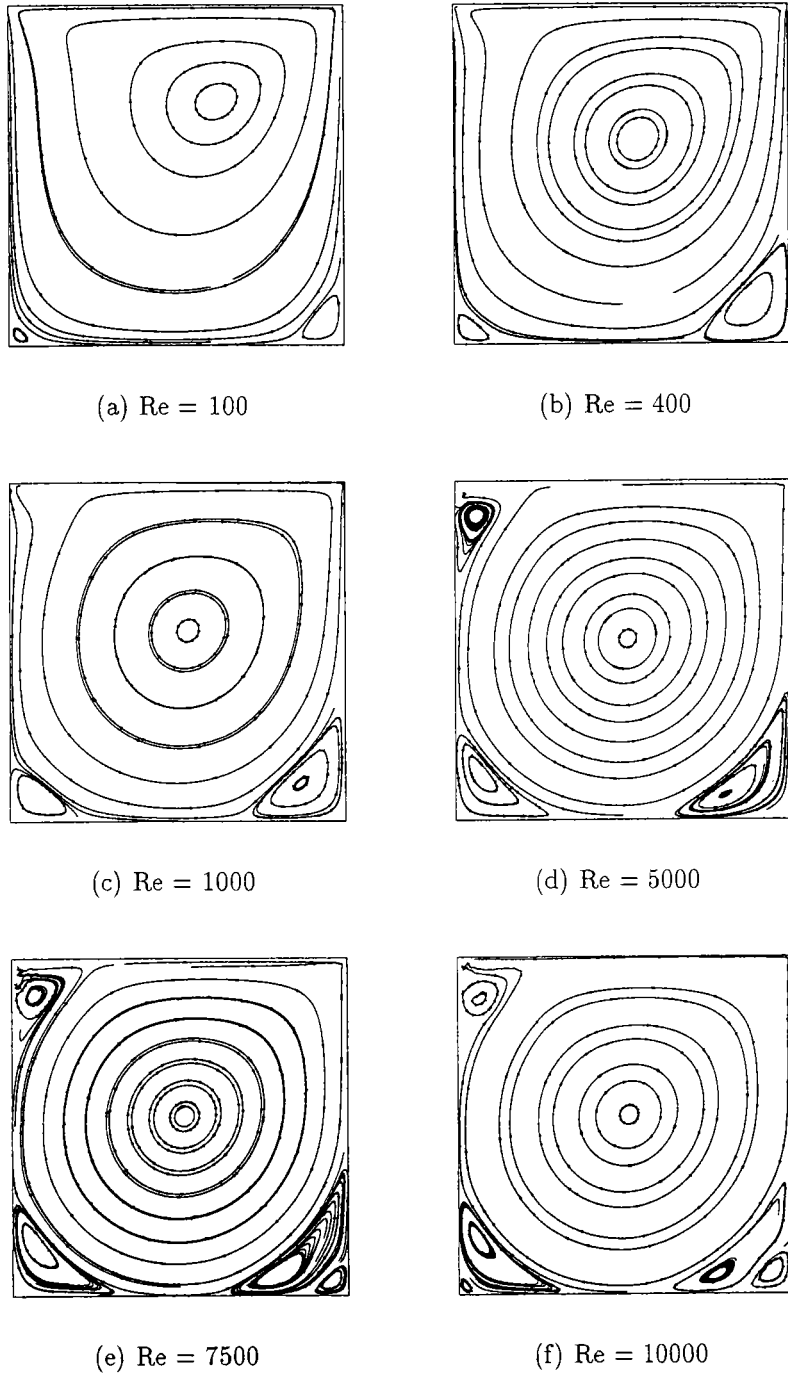 (a) Re = 100
(b) Re = 400
(c) Re = 1000
(d) Re = 5000
(e) Re = 7500
(f) Re = 10000